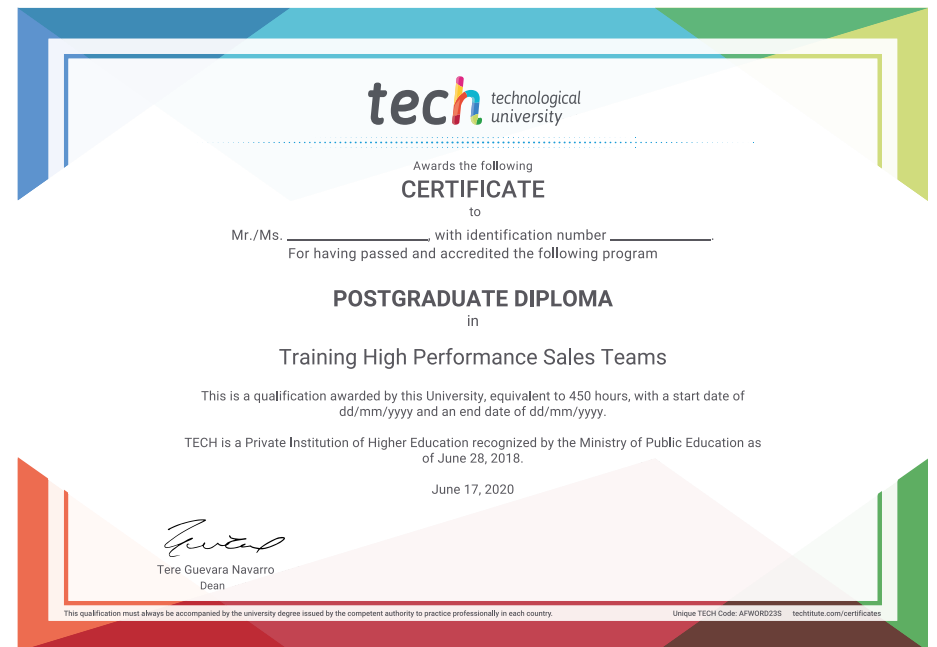 tech technological
university
Awards the following
CERTIFICATE
to
Mr./Ms. ____________, with identification number ____________.
For having passed and accredited the following program
POSTGRADUATE DIPLOMA
in
Training High Performance Sales Teams
This is a qualification awarded by this University, equivalent to 450 hours, with a start date of
dd/mm/yyyy and an end date of dd/mm/yyyy.
TECH is a Private Institution of Higher Education recognized by the Ministry of Public Education as
of June 28, 2018.
June 17, 2020
Tere Guevara Navarro
Dean
This qualification must always be accompanied by the university degree issued by the competent authority to practice professionally in each country. Unique TECH Code: AFWORD23S techtitute.com/certificates